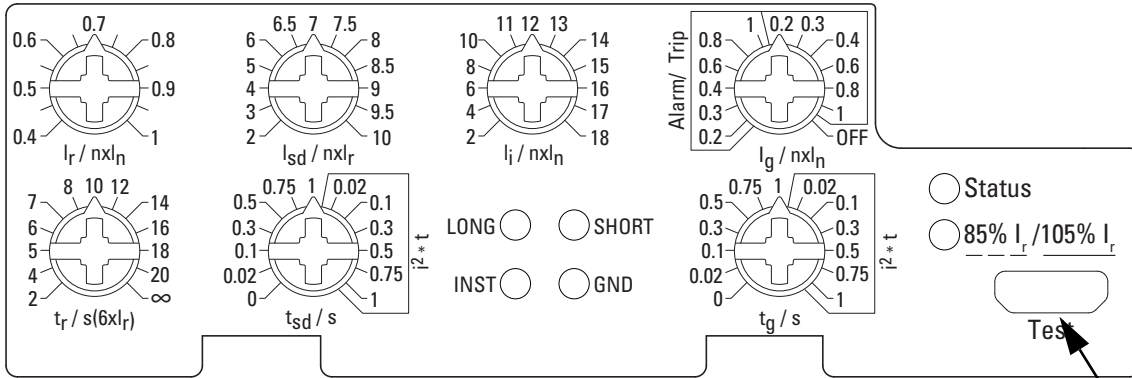 0.4 0.5 0.6 0.7 0.8 0.9 1
Ir / nxIn
2 3 4 5 6 6.5 7 7.5 8 8.5 9 9.5 10
Isd / nxIr
2 4 6 8 10 11 12 13 14 15 16 17 18
Ii / nxIn
Alarm/ Trip
0.2 0.3 0.4 0.6 0.8 1 0.2 0.3 0.4 0.6 0.8 1 OFF
Ig / nxIn
2 4 5 6 7 8 10 12 14 16 18 20 ∞
tr / s(6xIr)
0 0.02 0.1 0.3 0.5 0.75 1 0.02 0.1 0.3 0.5 0.75 1
i² * t
tsd / s
LONG SHORT
INST GND
0 0.02 0.1 0.3 0.5 0.75 1 0.02 0.1 0.3 0.5 0.75 1
i² * t
tg / s
Status
85% Ir /105% Ir
Test